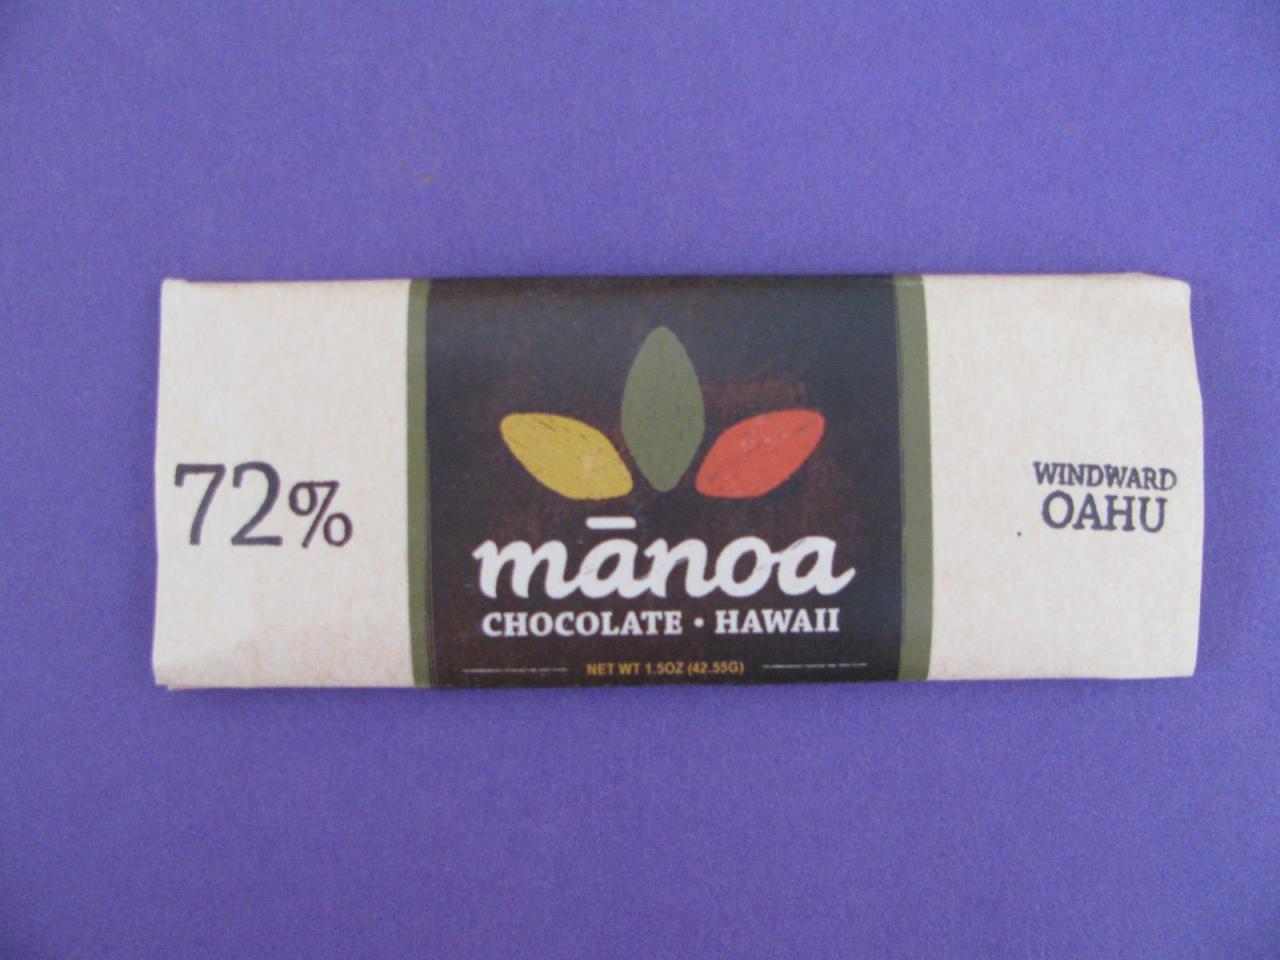 72%
mānoa
CHOCOLATE • HAWAII
NET WT 1.5OZ (42.55G)
WINDWARD
OAHU